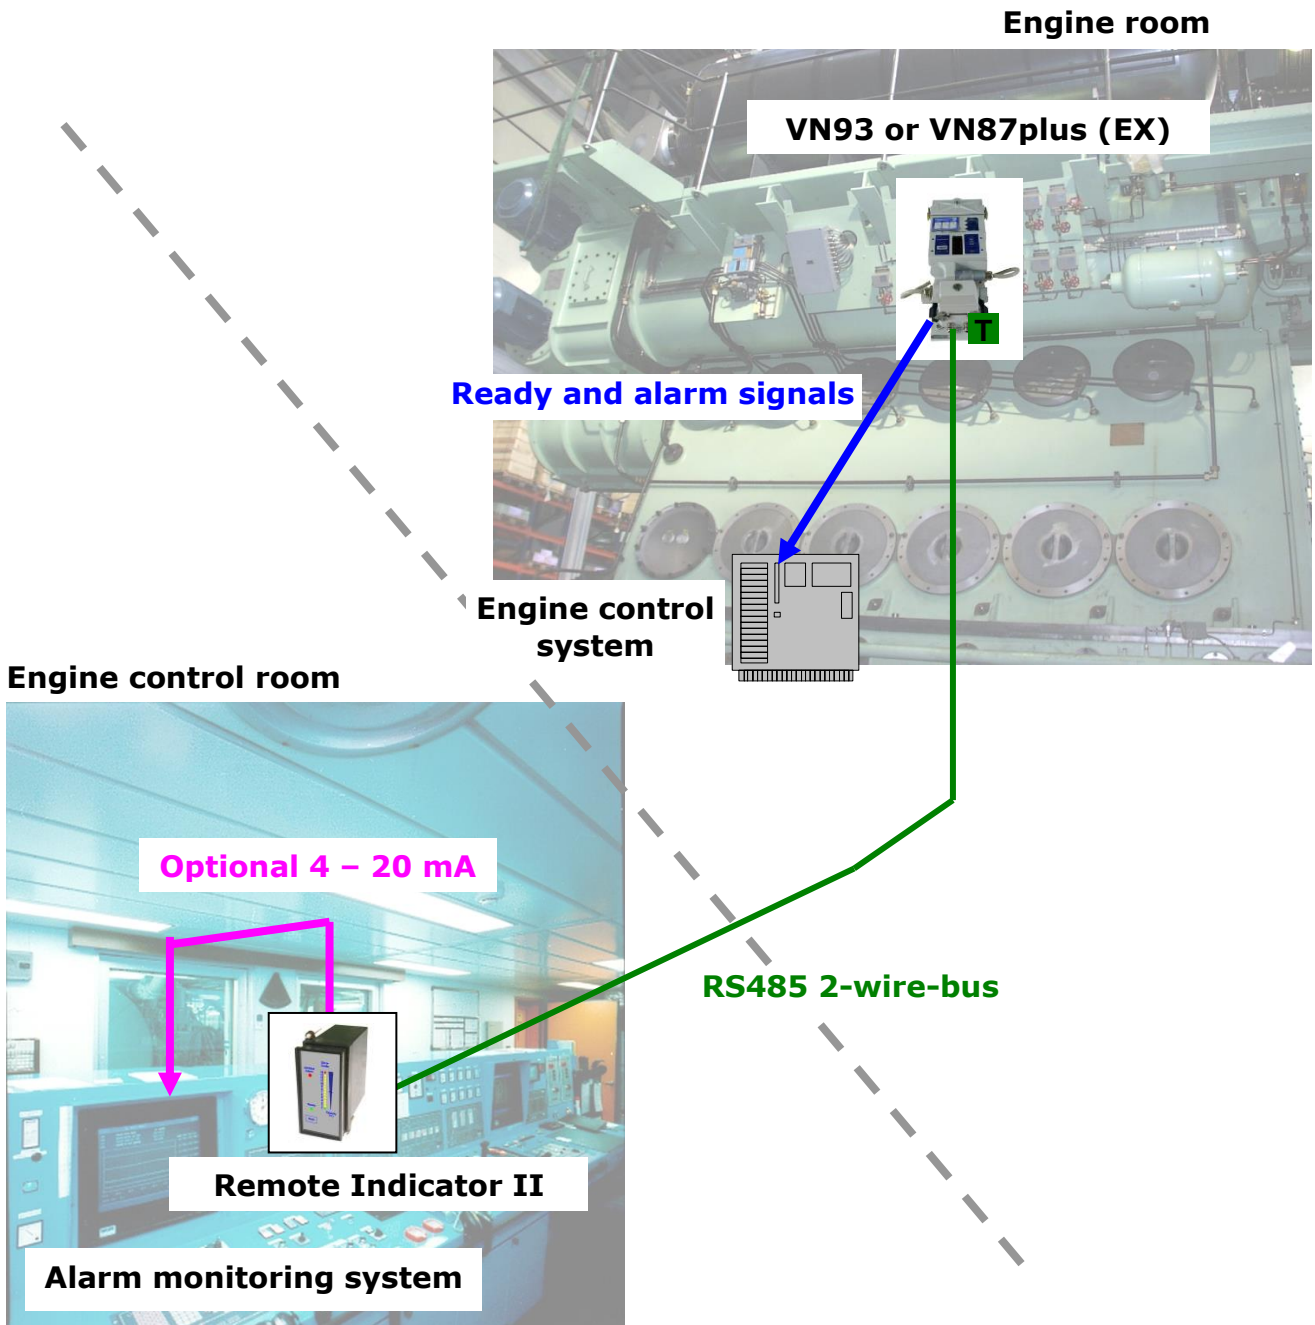 Engine room
VN93 or VN87plus (EX)
T
Ready and alarm signals
Engine control
system
Engine control room
Optional 4 – 20 mA
RS485 2-wire-bus
Remote Indicator II
Alarm monitoring system